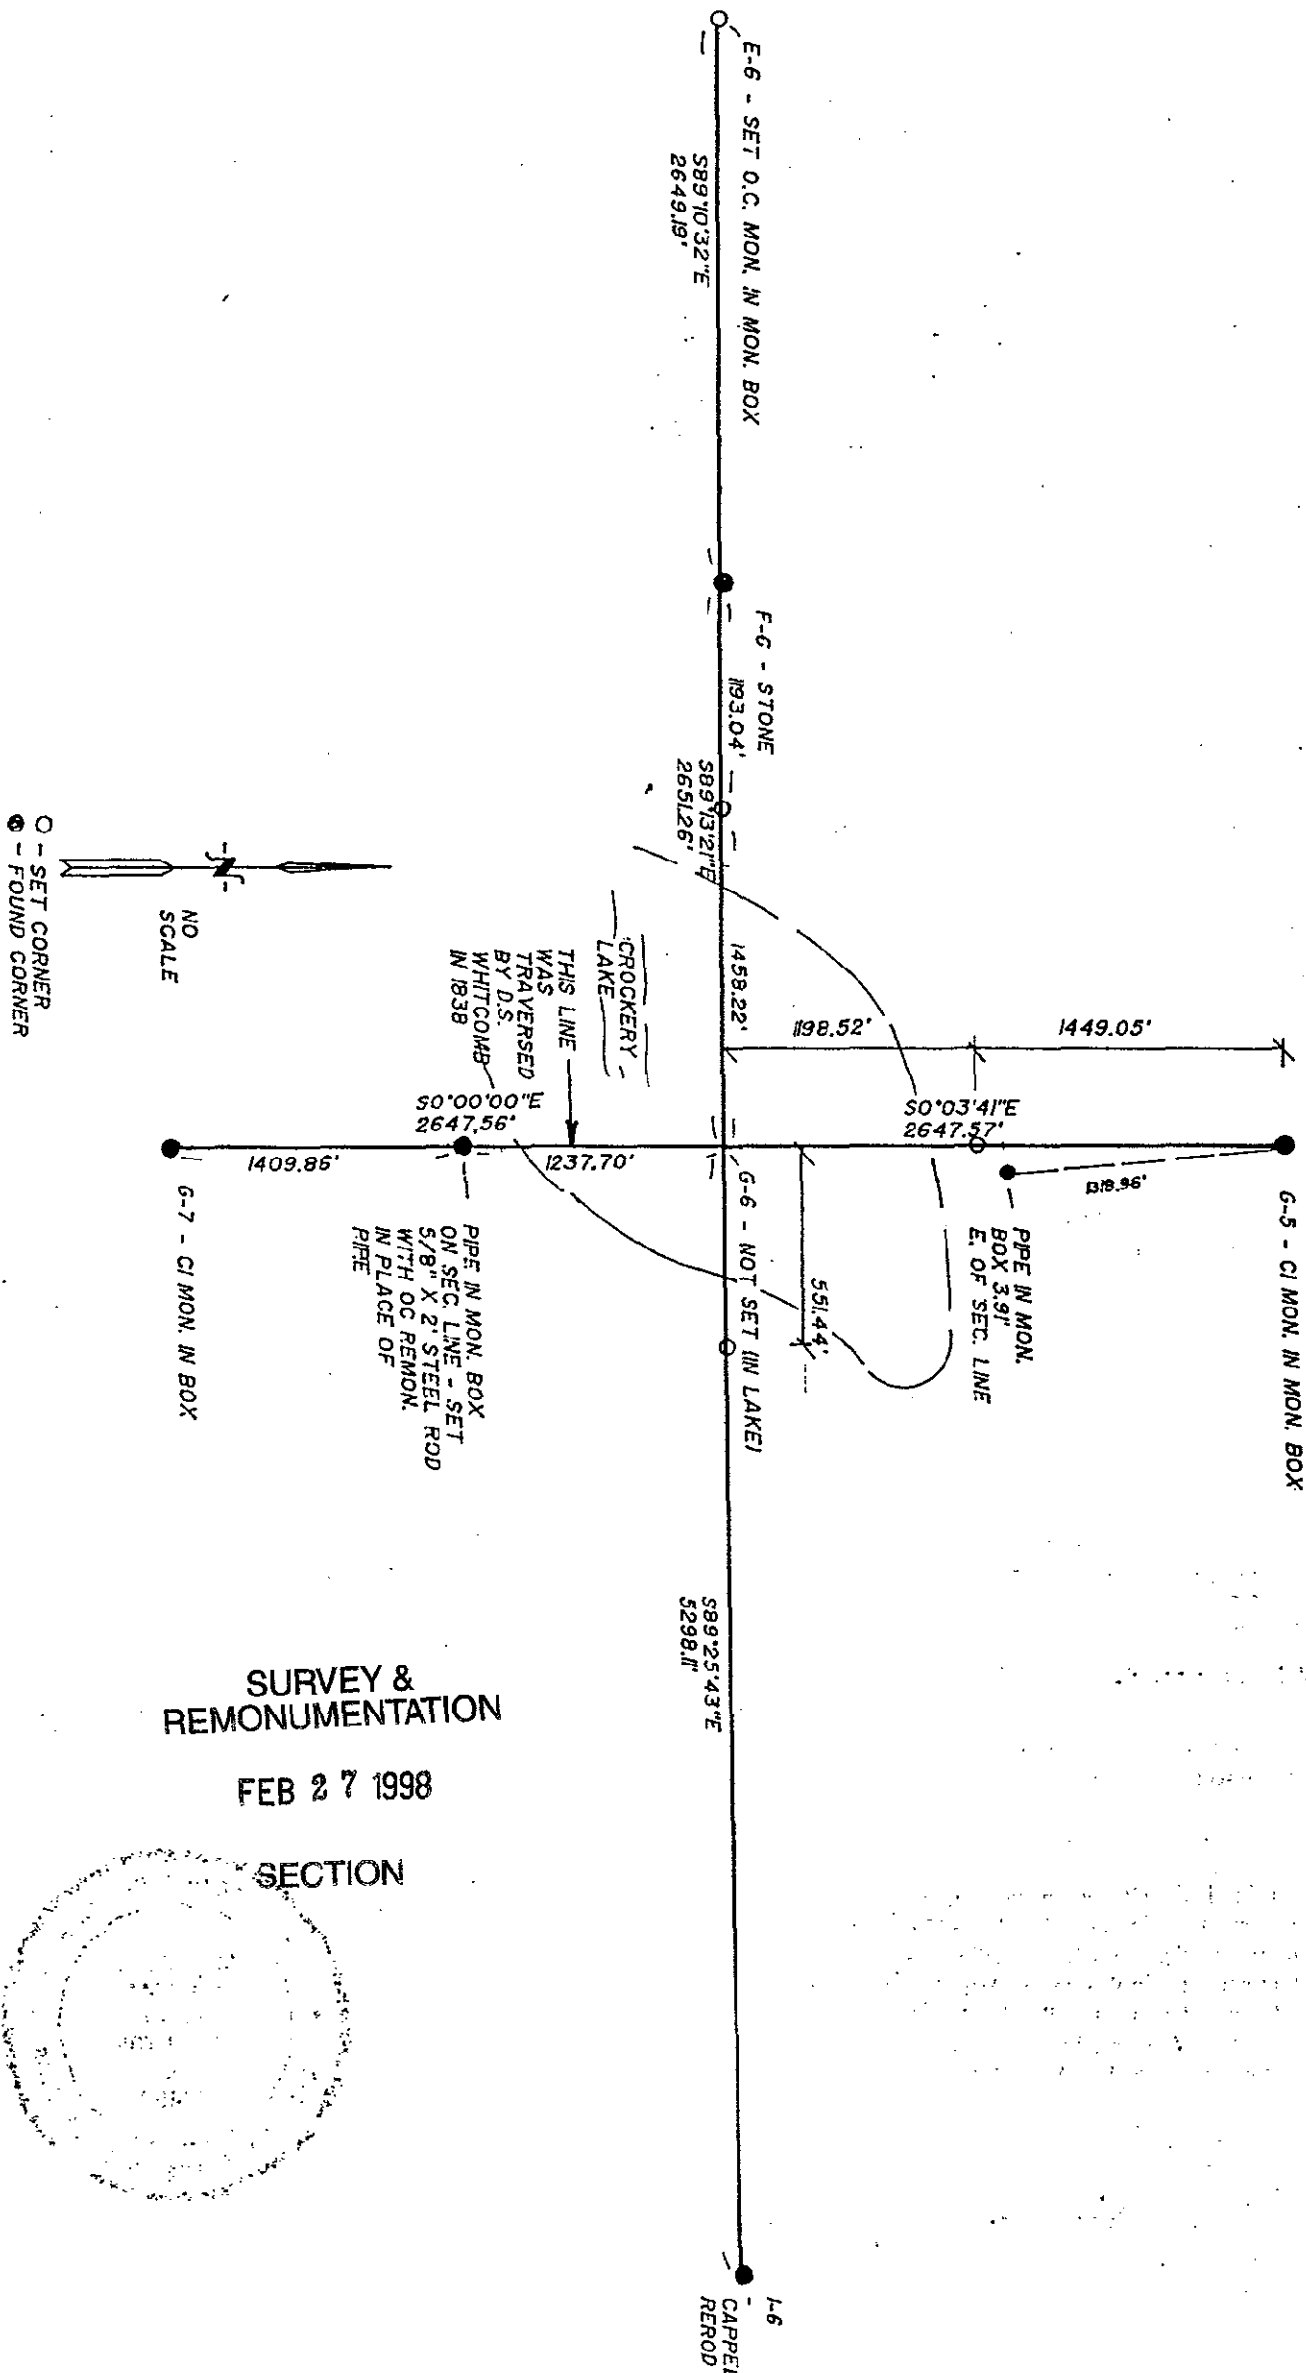 E-6 - SET O.C. MON. IN MON. BOX
S89°10'32"E
2649.19'
F-6 - STONE
1193.04'
S89°13'21"E
2651.26'
1458.22'
1198.52'
1449.05'
CROCKERY -
LAKE
THIS LINE
WAS
TRAVERSED
BY D.S.
WHITCOMB
IN 1838
NO
SCALE
N
O - SET CORNER
- FOUND CORNER
S0°00'00"E
2647.56'
1409.86'
1237.70'
S0°03'41"E
2647.57'
1318.96'
G-5 - CI MON. IN MON. BOX
PIPE IN MON.
BOX 3.91'
E. OF SEC. LINE
G-6 - NOT SET (IN LAKE)
551.44'
PIPE IN MON. BOX
ON SEC. LINE - SET
5/8" X 2' STEEL ROD
WITH OC REMON.
IN PLACE OF
PIPE
G-7 - CI MON. IN BOX
S89°25'43"E
5298.11'
I-6
-
CAPPE
REROD
SURVEY &
REMONUMENTATION
FEB 27 1998
SECTION